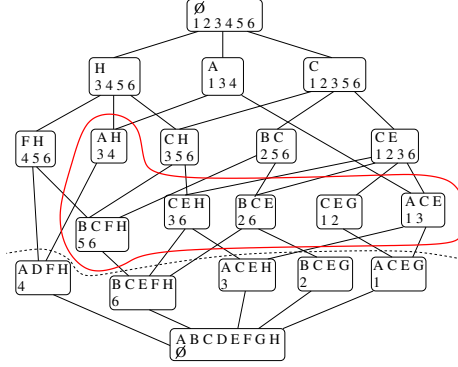 Ø
1 2 3 4 5 6
H
3 4 5 6
A
1 3 4
C
1 2 3 5 6
F H
4 5 6
A H
3 4
C H
3 5 6
B C
2 5 6
C E
1 2 3 6
B C F H
5 6
C E H
3 6
B C E
2 6
C E G
1 2
A C E
1 3
A D F H
4
B C E F H
6
A C E H
3
B C E G
2
A C E G
1
A B C D E F G H
Ø